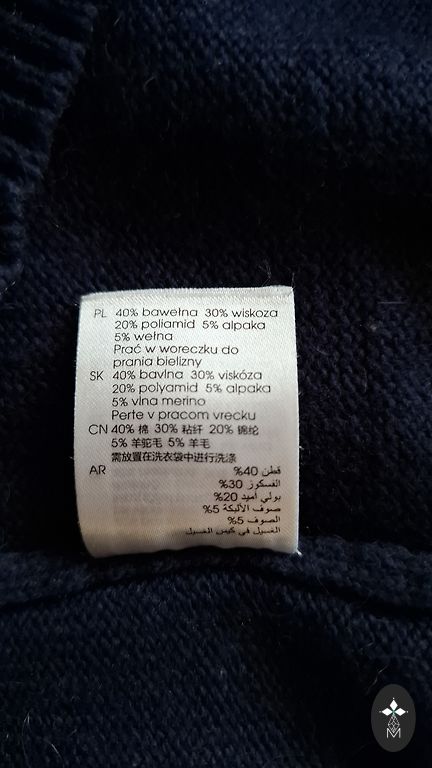 PL 40% bawełna 30% wiskoza
20% poliamid 5% alpaka
5% wełna
Prać w woreczku do
prania bielizny
SK 40% bavlna 30% viskóza
20% polyamid 5% alpaka
5% vlna merino
Perte v pracom vrecku
CN 40% 棉 30% 粘纤 20% 锦纶
5% 羊驼毛 5% 羊毛
需放置在洗衣袋中进行洗涤
AR قطن 40%
الفسكوز 30%
بولي أميد 20%
صوف الألبكة 5%
الصوف 5%
الغسيل في كيس الغسيل
M